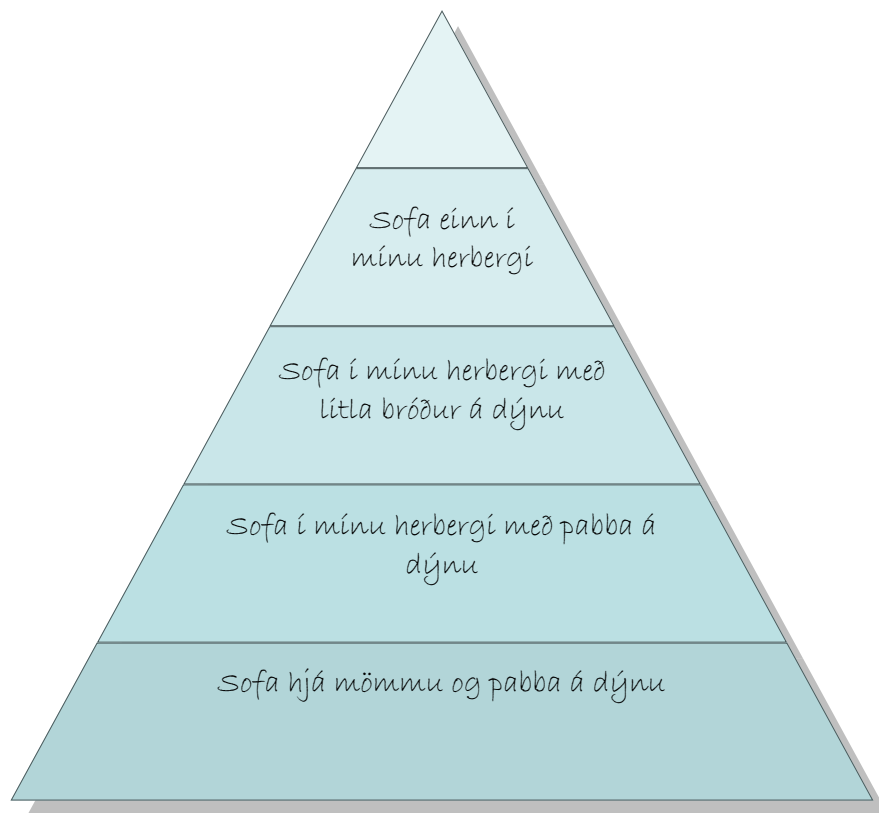 Sofa einn í
mínu herbergi
Sofa í mínu herbergi með
litla bróður á dýnu
Sofa í mínu herbergi með pabba á
dýnu
Sofa hjá mömmu og pabba á dýnu